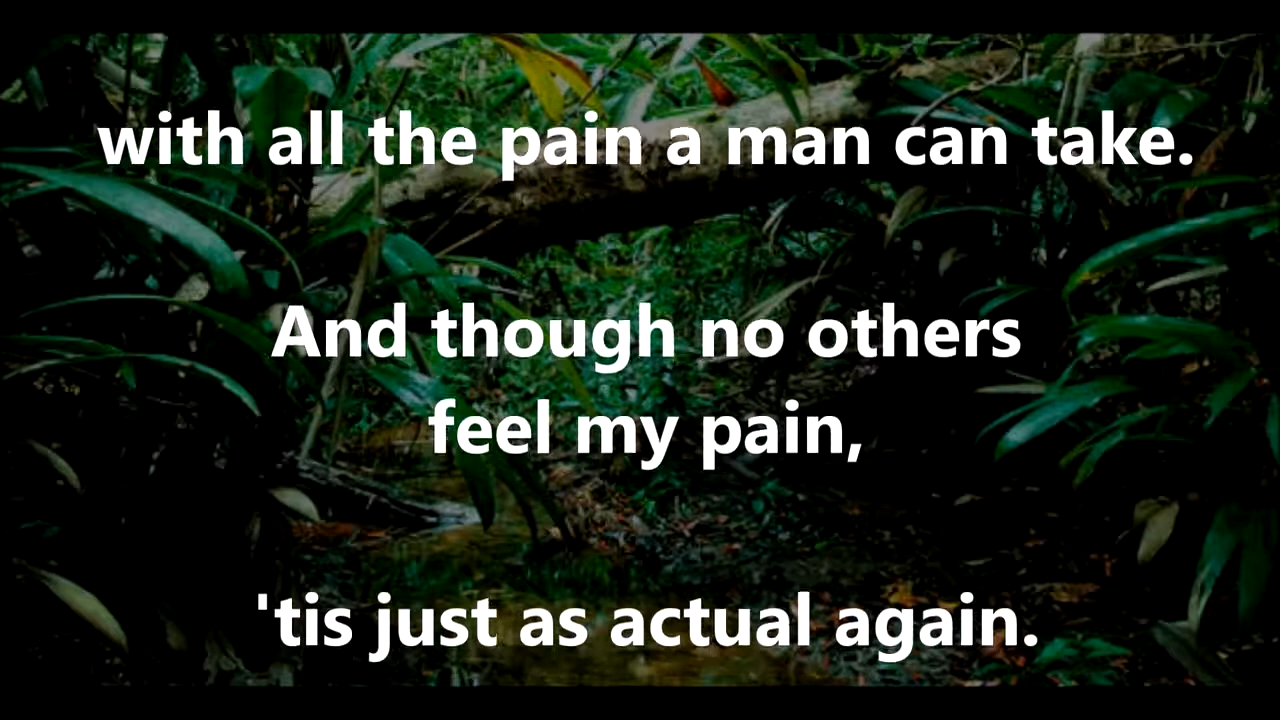 with all the pain a man can take.
And though no others
feel my pain,
'tis just as actual again.